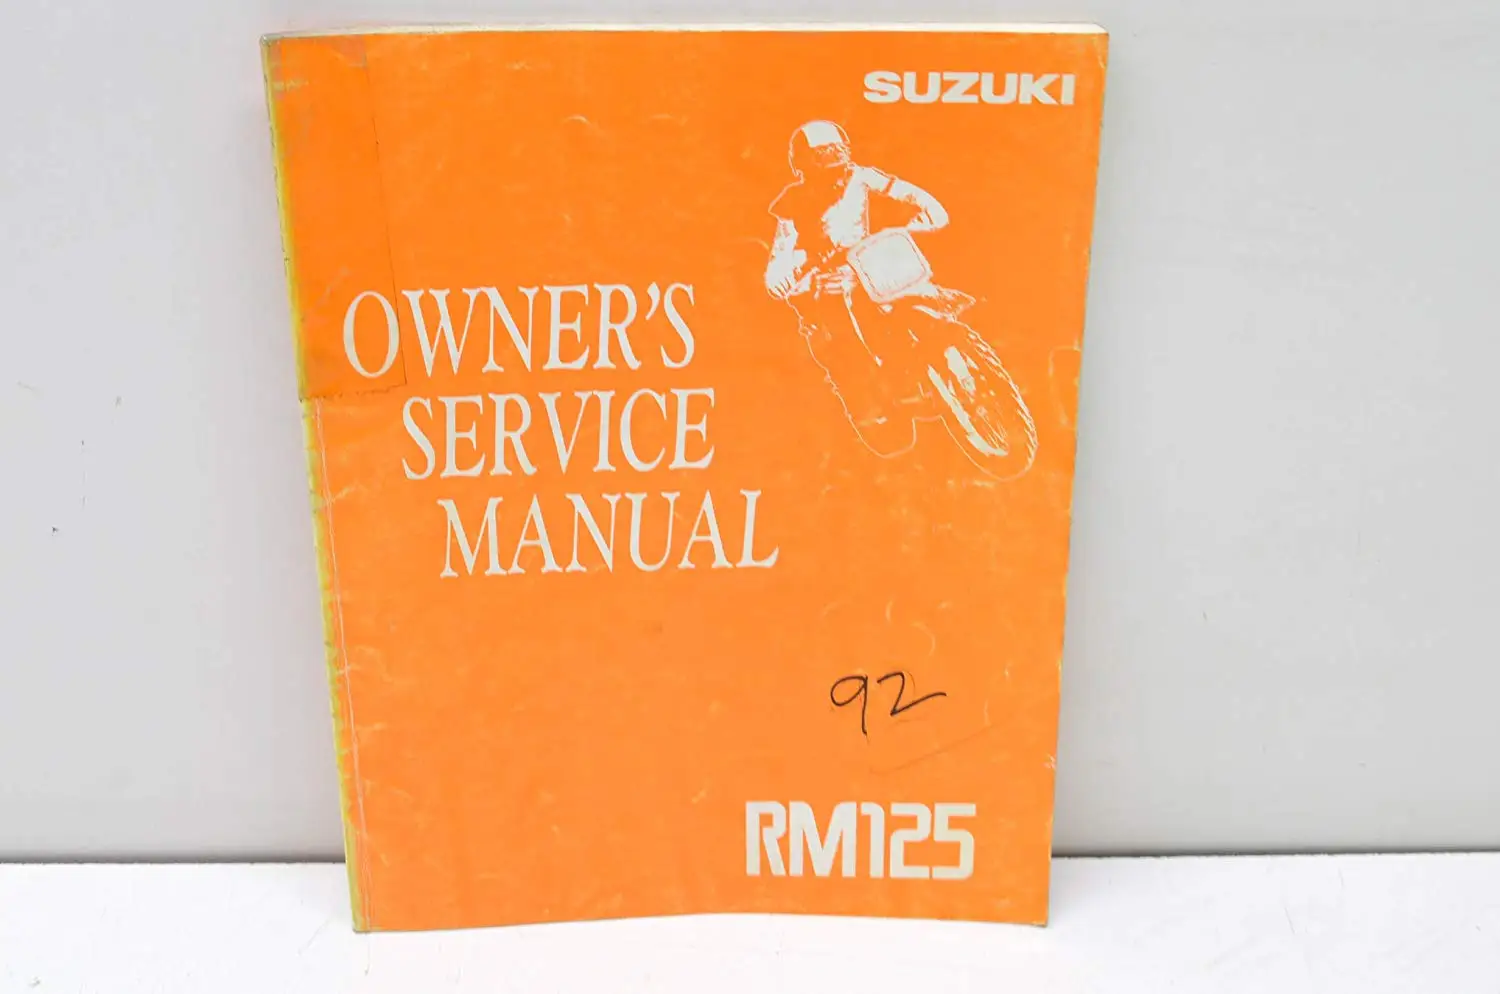 SUZUKI
OWNER'S
SERVICE
MANUAL
92
RM125